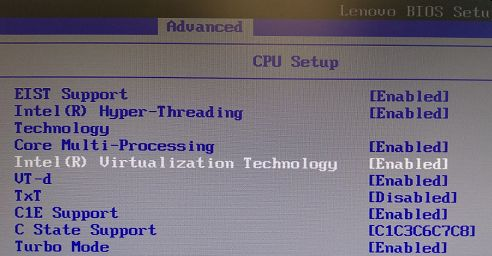 Lenovo BIOS Setu
Advanced
CPU Setup
EIST Support [Enabled]
Intel(R) Hyper-Threading [Enabled]
Technology
Core Multi-Processing [Enabled]
Intel(R) Virtualization Technology [Enabled]
VT-d [Enabled]
TxT [Disabled]
C1E Support [Enabled]
C State Support [C1C3C6C7C8]
Turbo Mode [Enabled]